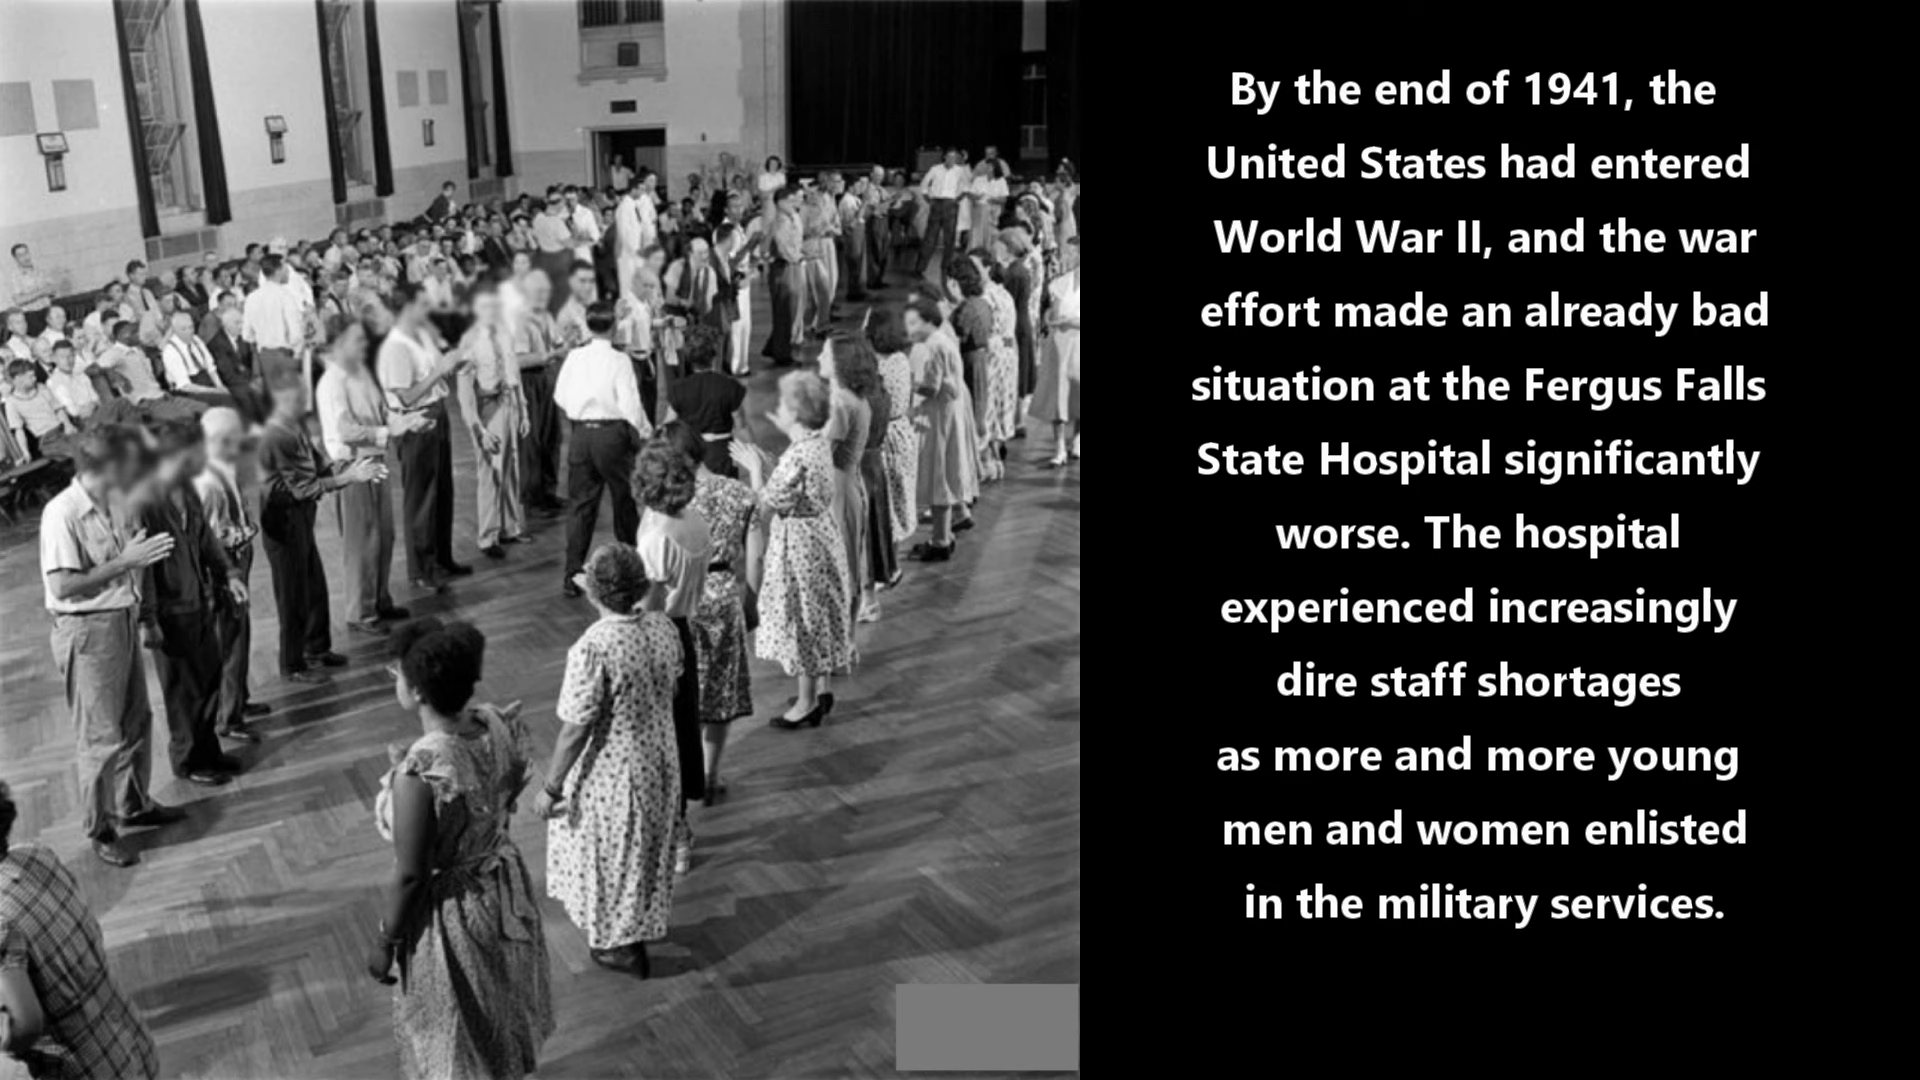 By the end of 1941, the
United States had entered
World War II, and the war
effort made an already bad
situation at the Fergus Falls
State Hospital significantly
worse. The hospital
experienced increasingly
dire staff shortages
as more and more young
men and women enlisted
in the military services.